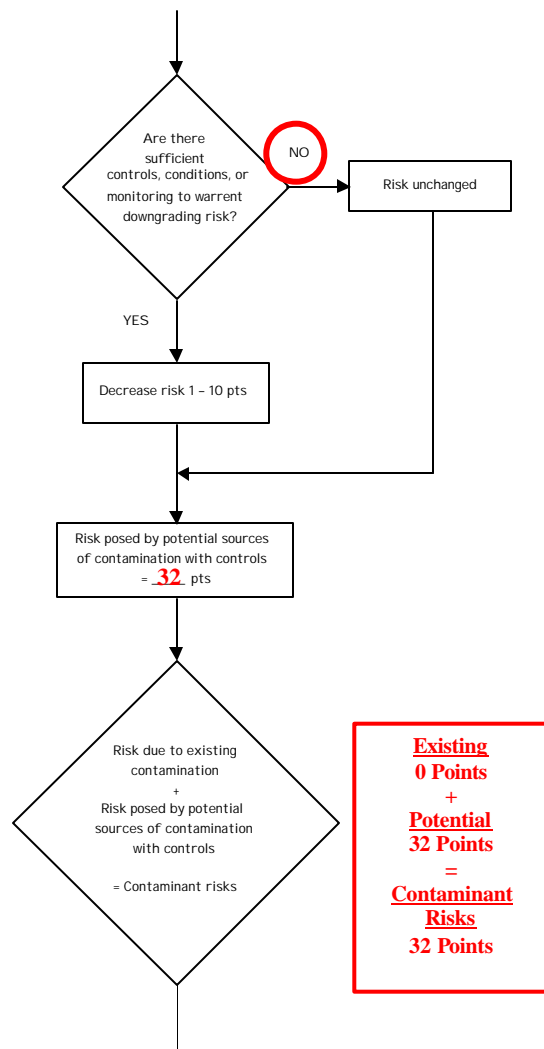 Are there
sufficient
controls, conditions, or
monitoring to warrent
downgrading risk?
NO
Risk unchanged
YES
Decrease risk 1 – 10 pts
Risk posed by potential sources
of contamination with controls
= 32 pts
Risk due to existing
contamination
+
Risk posed by potential
sources of contamination
with controls
= Contaminant risks
Existing
0 Points
+
Potential
32 Points
=
Contaminant
Risks
32 Points